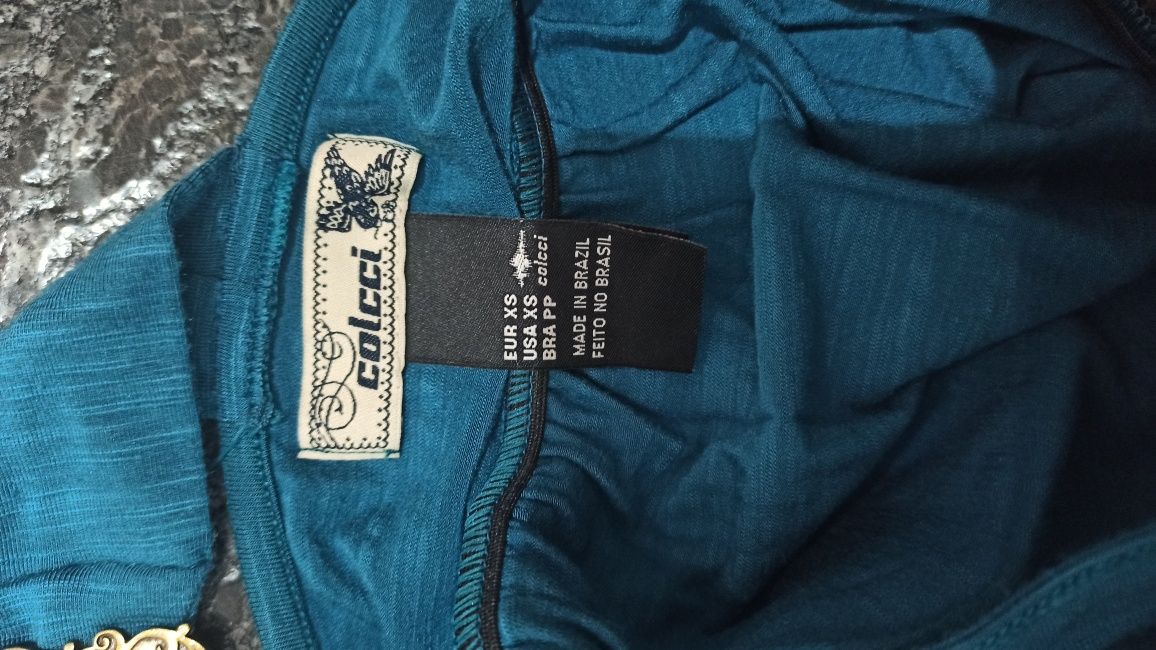 colcci
EUR XS
USA XS
BRA PP
colcci
MADE IN BRAZIL
FEITO NO BRASIL